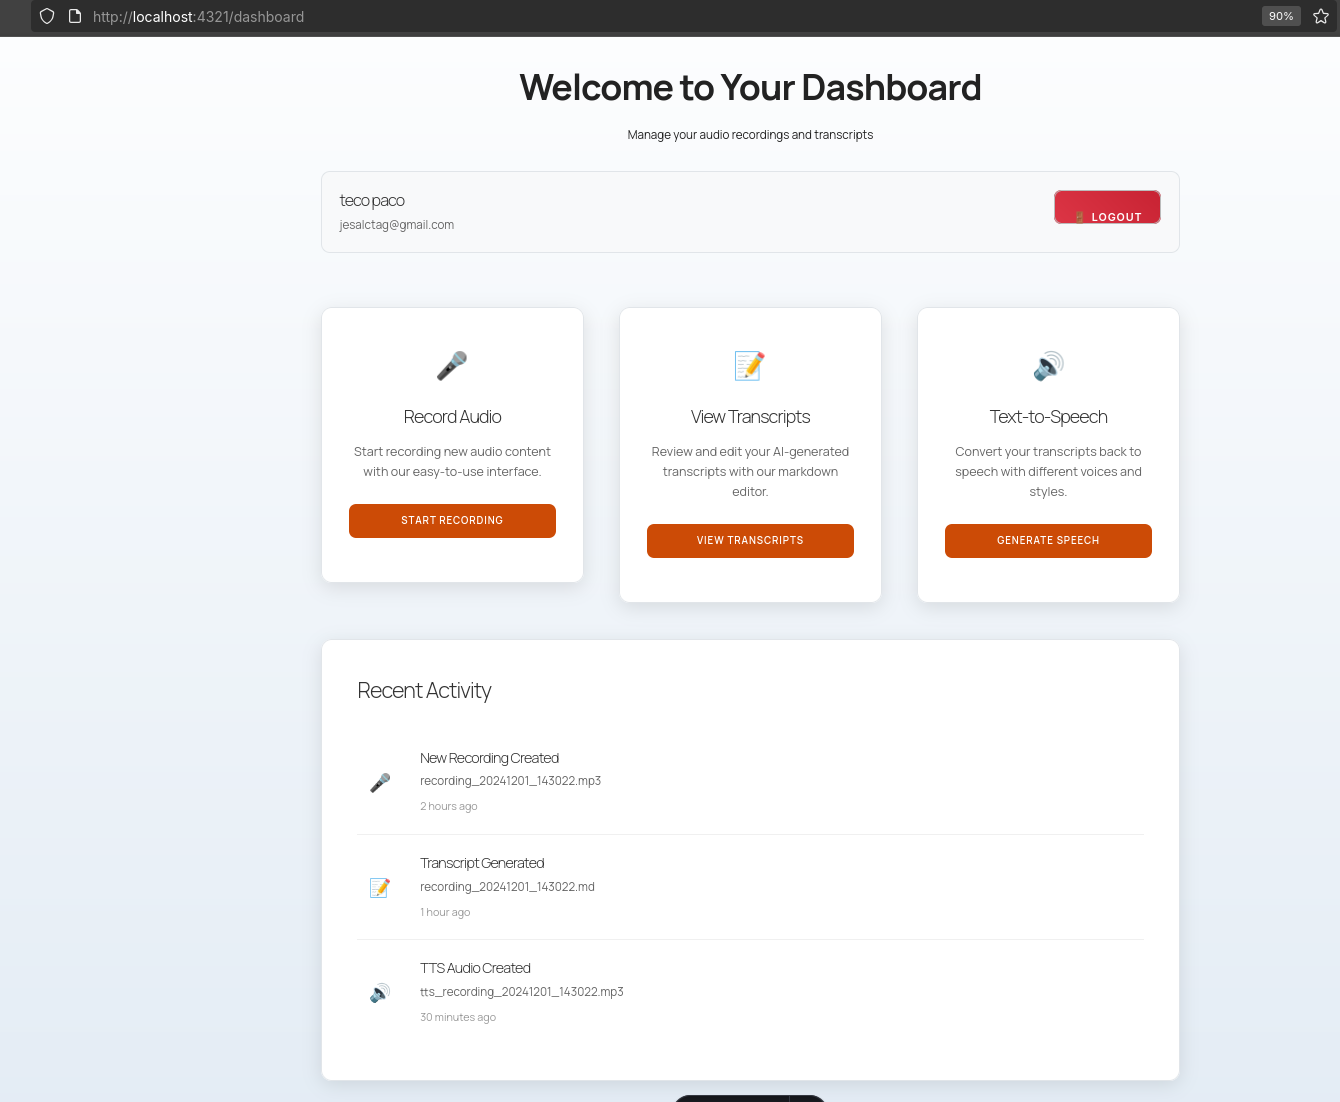 http://localhost:4321/dashboard
90%
Welcome to Your Dashboard
Manage your audio recordings and transcripts
teco paco
jesalctag@gmail.com
LOGOUT
Record Audio
Start recording new audio content
with our easy-to-use interface.
START RECORDING
View Transcripts
Review and edit your AI-generated
transcripts with our markdown
editor.
VIEW TRANSCRIPTS
Text-to-Speech
Convert your transcripts back to
speech with different voices and
styles.
GENERATE SPEECH
Recent Activity
New Recording Created
recording_20241201_143022.mp3
2 hours ago
Transcript Generated
recording_20241201_143022.md
1 hour ago
TTS Audio Created
tts_recording_20241201_143022.mp3
30 minutes ago